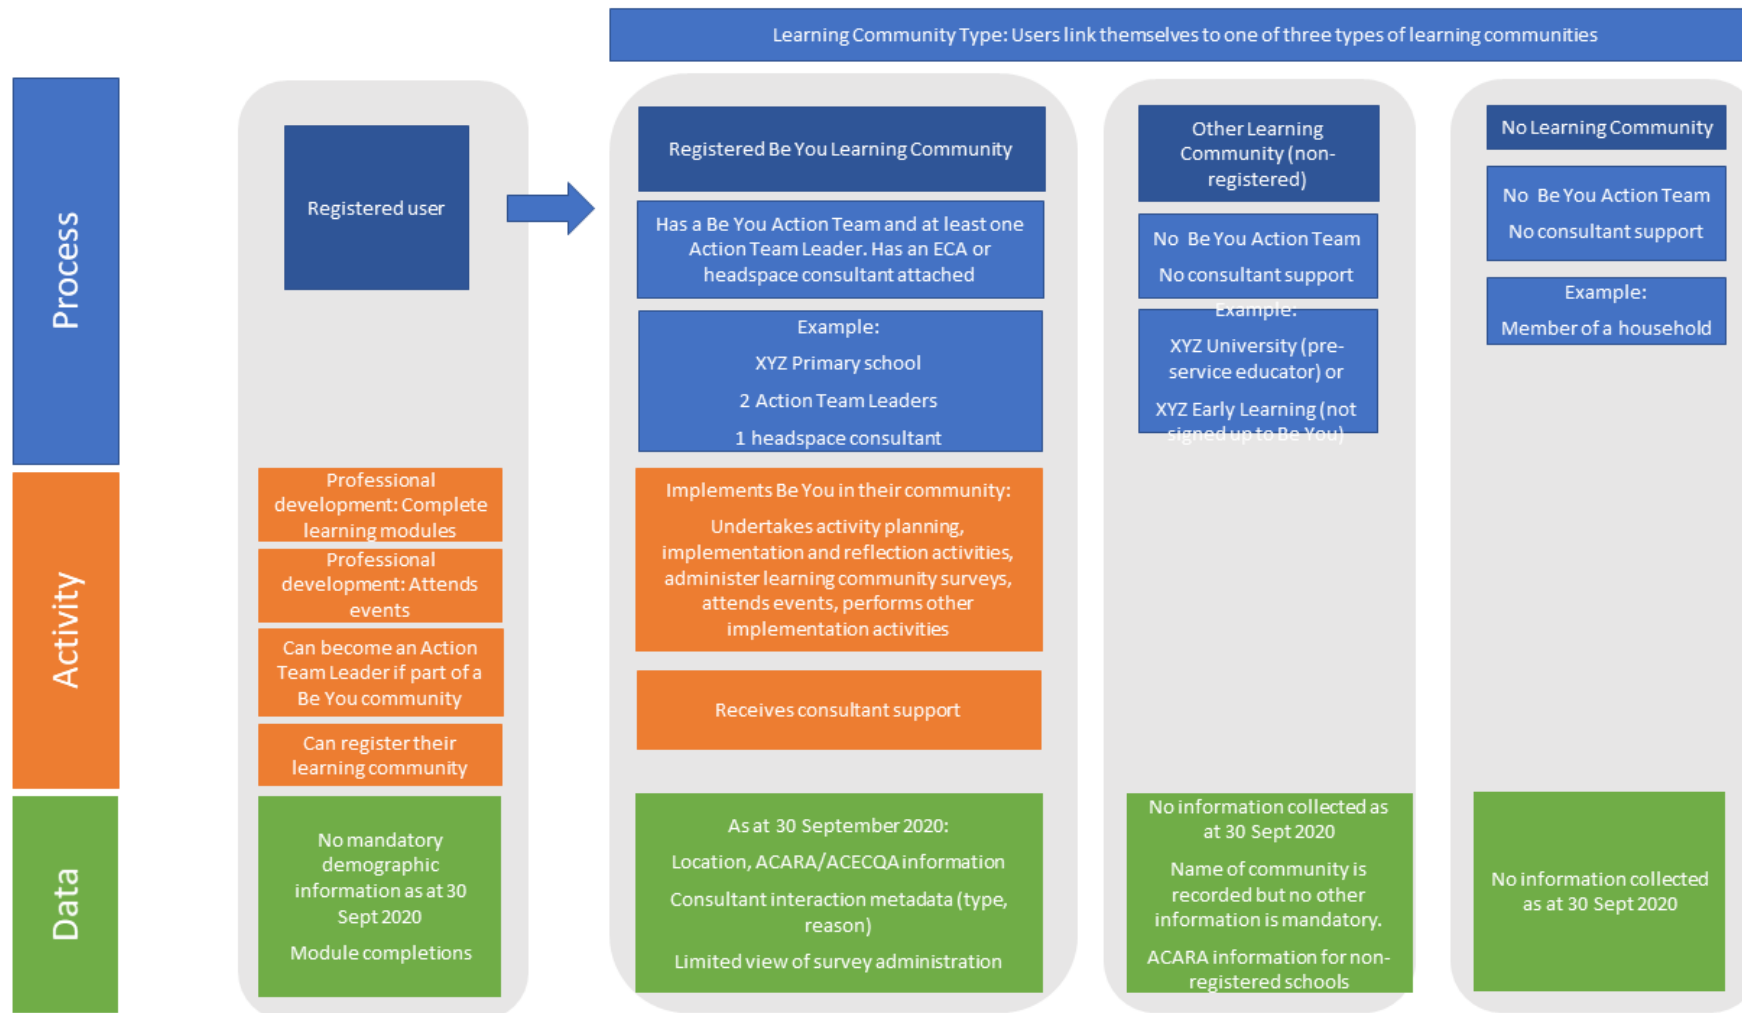 Learning Community Type: Users link themselves to one of three types of learning communities
Process
Registered user
Registered Be You Learning Community
Has a Be You Action Team and at least one
Action Team Leader. Has an ECA or
headspace consultant attached
Example:
XYZ Primary school
2 Action Team Leaders
1 headspace consultant
Other Learning
Community (non-
registered)
No Be You Action Team
No consultant support
Example:
XYZ University (pre-
service educator) or
XYZ Early Learning (not
signed up to Be You)
No Learning Community
No Be You Action Team
No consultant support
Example:
Member of a household
Activity
Professional
development: Complete
learning modules
Professional
development: Attends
events
Can become an Action
Team Leader if part of a
Be You community
Can register their
learning community
Implements Be You in their community:
Undertakes activity planning,
implementation and reflection activities,
administer learning community surveys,
attends events, performs other
implementation activities
Receives consultant support
Data
No mandatory
demographic
information as at 30
Sept 2020
Module completions
As at 30 September 2020:
Location, ACARA/ACECQA information
Consultant interaction metadata (type,
reason)
Limited view of survey administration
No information collected as
at 30 Sept 2020
Name of community is
recorded but no other
information is mandatory.
ACARA information for non-
registered schools
No information collected
as at 30 Sept 2020